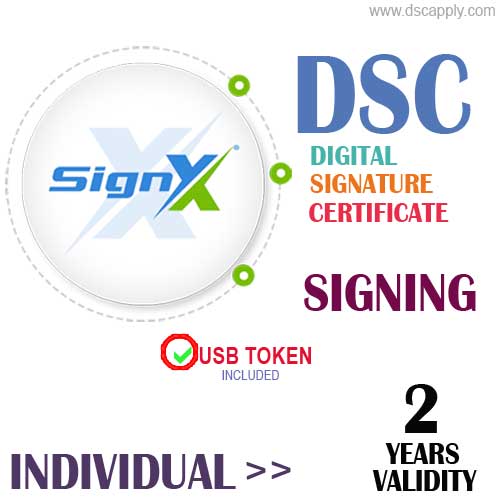 www.dscapply.com
DSC
DIGITAL
SIGNATURE
CERTIFICATE
SignX
SIGNING
USB TOKEN
INCLUDED
2
YEARS
VALIDITY
INDIVIDUAL >>